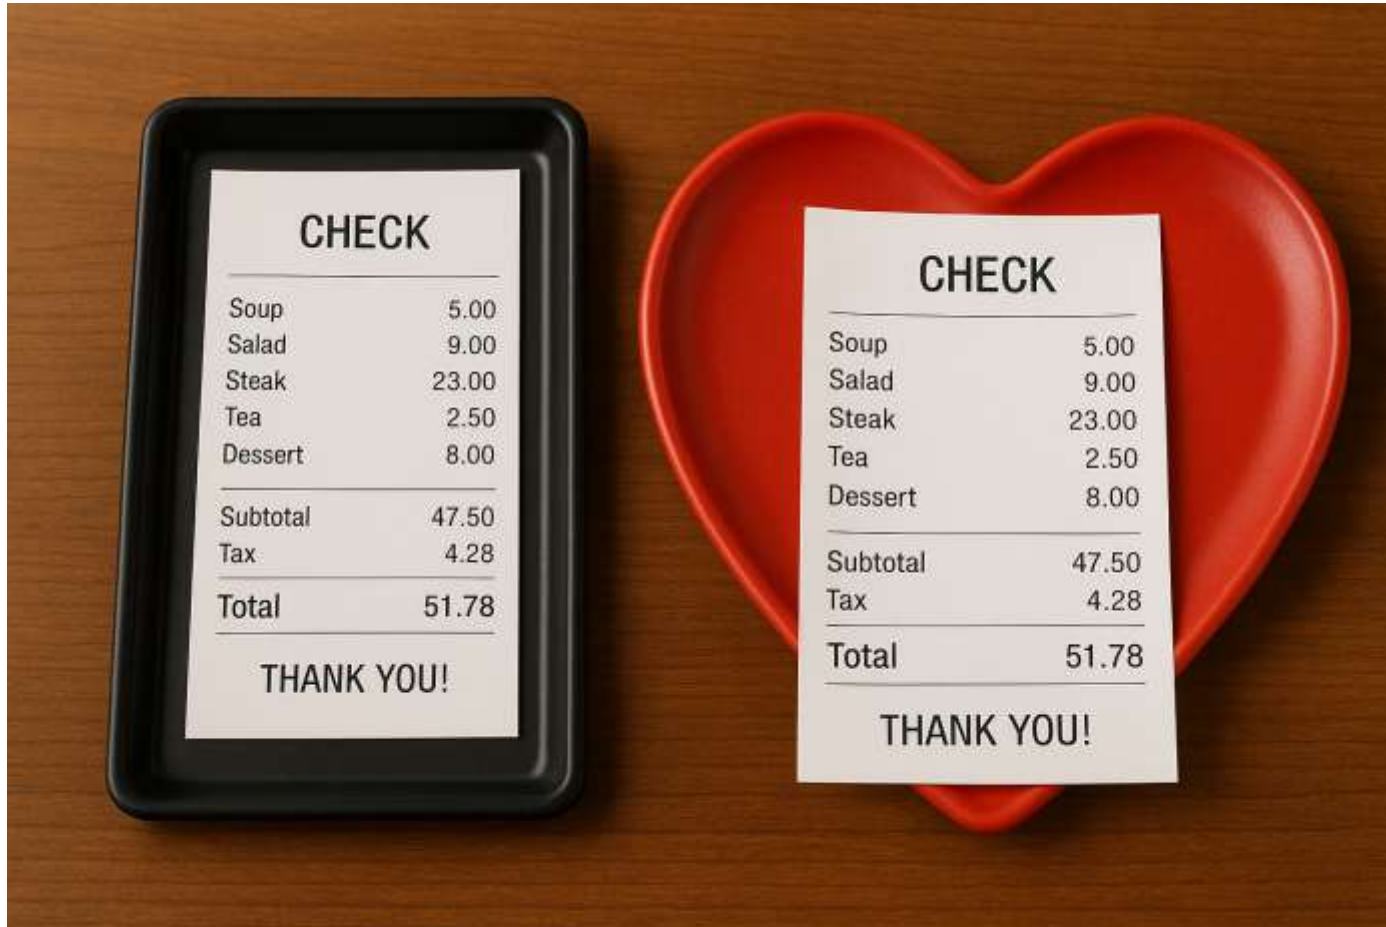 CHECK
Soup 5.00
Salad 9.00
Steak 23.00
Tea 2.50
Dessert 8.00
Subtotal 47.50
Tax 4.28
Total 51.78
THANK YOU!
CHECK
Soup 5.00
Salad 9.00
Steak 23.00
Tea 2.50
Dessert 8.00
Subtotal 47.50
Tax 4.28
Total 51.78
THANK YOU!